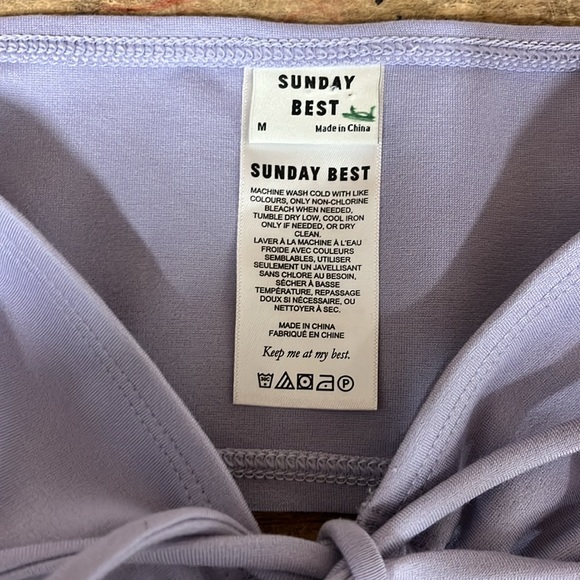 SUNDAY
BEST
M Made in China
SUNDAY BEST
MACHINE WASH COLD WITH LIKE
COLOURS, ONLY NON-CHLORINE
BLEACH WHEN NEEDED,
TUMBLE DRY LOW, COOL IRON
ONLY IF NEEDED, OR DRY
CLEAN.
LAVER À LA MACHINE À L'EAU
FROIDE AVEC COULEURS
SEMBLABLES, UTILISER
SEULEMENT UN JAVELLISANT
SANS CHLORE AU BESOIN,
SÉCHER À BASSE
TEMPÉRATURE, REPASSAGE
DOUX SI NÉCESSAIRE, OU
NETTOYER À SEC.
MADE IN CHINA
FABRIQUÉ EN CHINE
Keep me at my best.
P